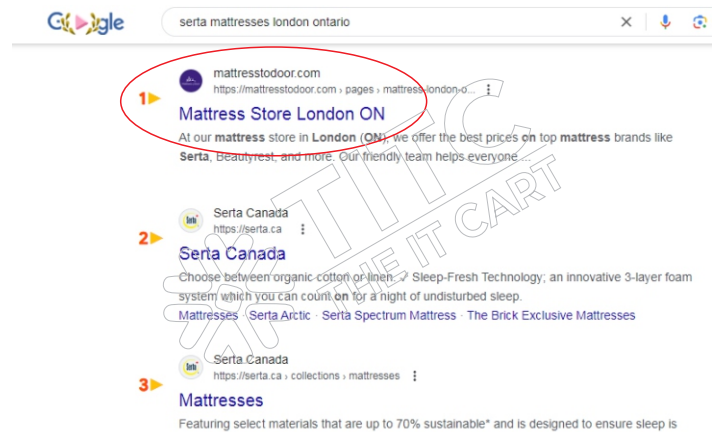 Google
serta mattresses london ontario
mattresstodoor.com
https://mattresstodoor.com › pages › mattress-london-o...
1
Mattress Store London ON
At our mattress store in London (ON), we offer the best prices on top mattress brands like
Serta, Beautyrest, and more. Our friendly team helps everyone ...
Serta Canada
https://serta.ca
2
Serta Canada
Choose between organic cotton or linen. ✓ Sleep-Fresh Technology; an innovative 3-layer foam
system which you can count on for a night of undisturbed sleep.
Mattresses · Serta Arctic · Serta Spectrum Mattress · The Brick Exclusive Mattresses
Serta Canada
https://serta.ca › collections › mattresses
3
Mattresses
Featuring select materials that are up to 70% sustainable* and is designed to ensure sleep is
TITC
THE IT CART